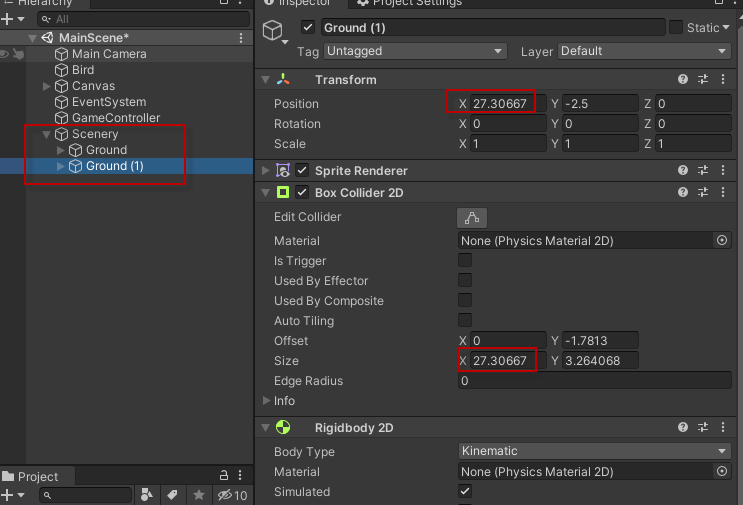 Hierarchy
Inspector
Project Settings
All
MainScene*
Main Camera
Bird
Canvas
EventSystem
GameController
Scenery
Ground
Ground (1)
Project
10
Ground (1)
Static
Tag Untagged Layer Default
Transform
Position X 27.30667 Y -2.5 Z 0
Rotation X 0 Y 0 Z 0
Scale X 1 Y 1 Z 1
Sprite Renderer
Box Collider 2D
Edit Collider
Material None (Physics Material 2D)
Is Trigger
Used By Effector
Used By Composite
Auto Tiling
Offset X 0 Y -1.7813
Size X 27.30667 Y 3.264068
Edge Radius 0
Info
Rigidbody 2D
Body Type Kinematic
Material None (Physics Material 2D)
Simulated